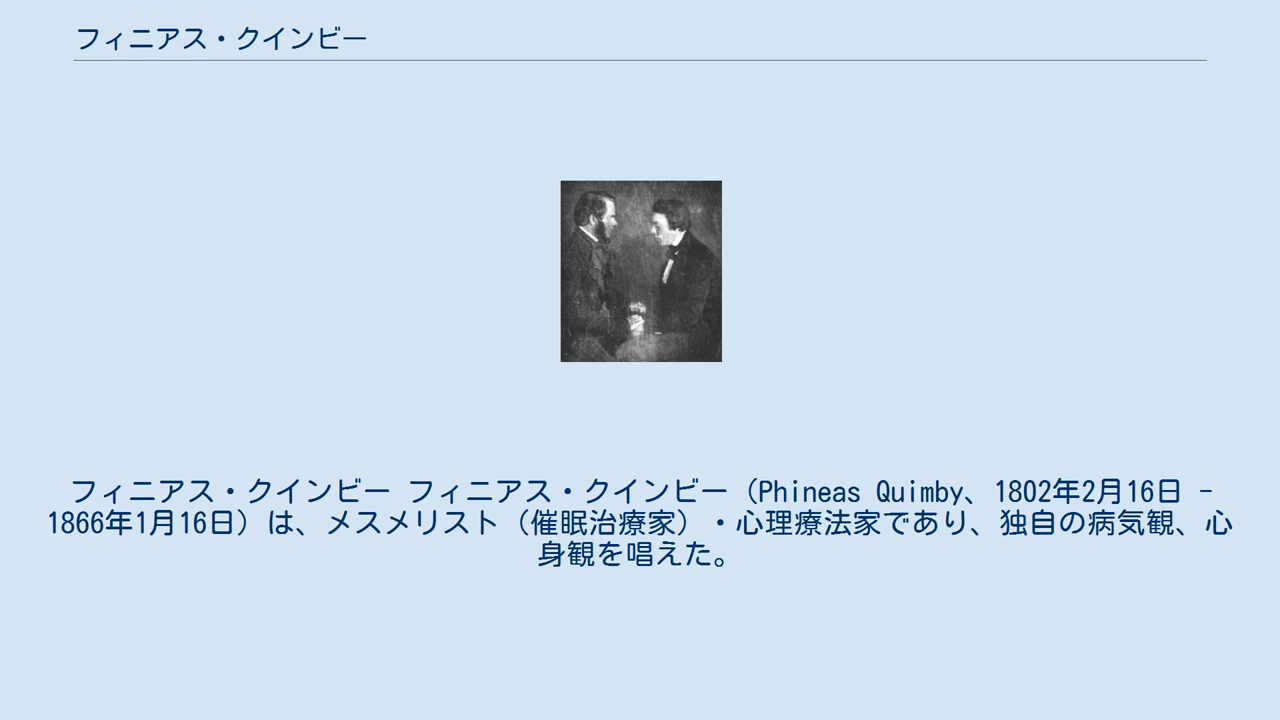 フィニアス・クインビー
フィニアス・クインビー フィニアス・クインビー（Phineas Quimby、1802年2月16日 -
1866年1月16日）は、メスメリスト（催眠治療家）・心理療法家であり、独自の病気観、心
身観を唱えた。